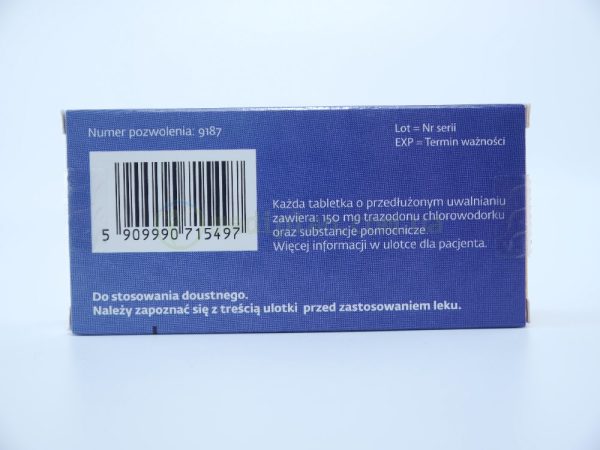 Numer pozwolenia: 9187
Lot = Nr serii
EXP = Termin ważności
5 909990 715497
Każda tabletka o przedłużonym uwalnianiu
zawiera: 150 mg trazodonu chlorowodorku
oraz substancje pomocnicze.
Więcej informacji w ulotce dla pacjenta.
Do stosowania doustnego.
Należy zapoznać się z treścią ulotki przed zastosowaniem leku.